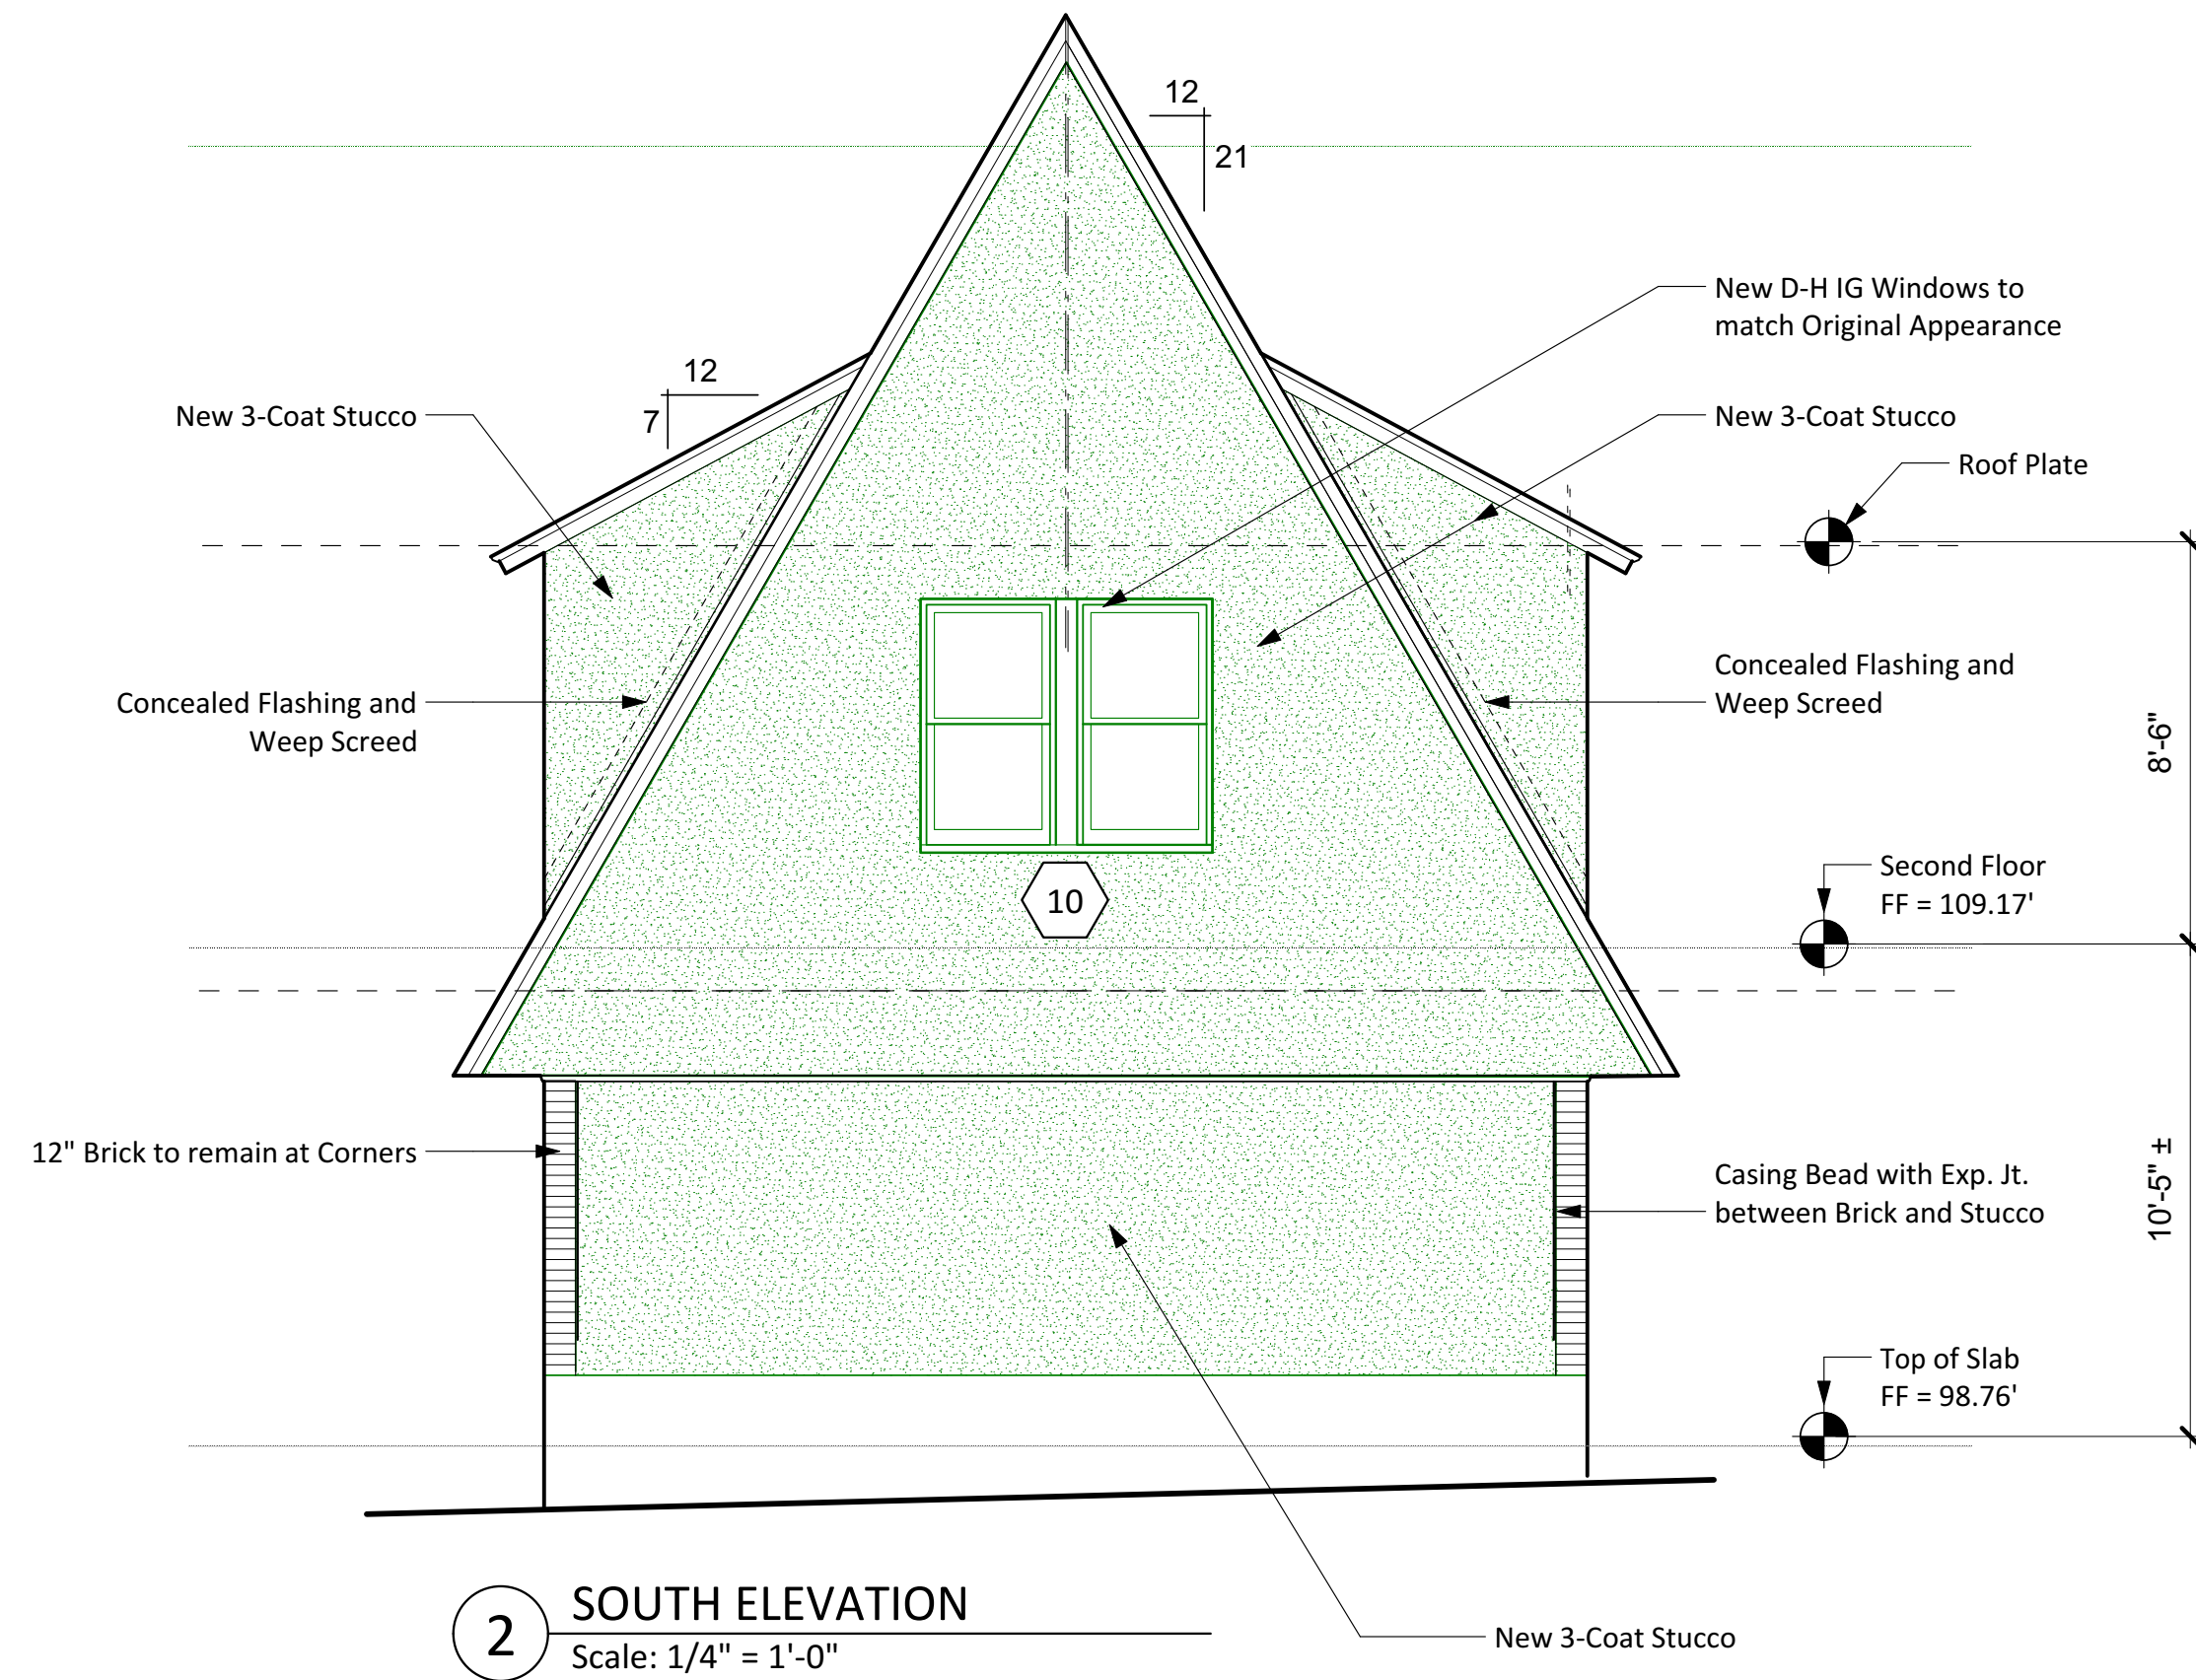 12
21
New D-H IG Windows to
match Original Appearance
12
7
New 3-Coat Stucco
New 3-Coat Stucco
Roof Plate
Concealed Flashing and
Weep Screed
Concealed Flashing and
Weep Screed
8'-6"
Second Floor
FF = 109.17'
10
12" Brick to remain at Corners
Casing Bead with Exp. Jt.
between Brick and Stucco
10'-5" ±
Top of Slab
FF = 98.76'
2
SOUTH ELEVATION
Scale: 1/4" = 1'-0"
New 3-Coat Stucco